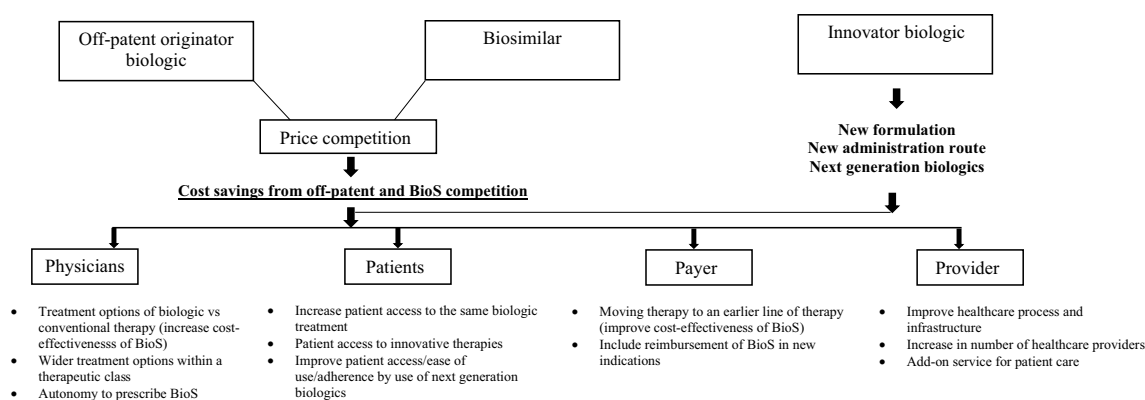 Off-patent originator
biologic
Biosimilar
Innovator biologic
Price competition
New formulation
New administration route
Next generation biologics
Cost savings from off-patent and BioS competition
Physicians
Patients
Payer
Provider
• Treatment options of biologic vs
conventional therapy (increase cost-
effectivenesss of BioS)
• Wider treatment options within a
therapeutic class
• Autonomy to prescribe BioS
• Increase patient access to the same biologic
treatment
• Patient access to innovative therapies
• Improve patient access/ease of
use/adherence by use of next generation
biologics
• Moving therapy to an earlier line of therapy
(improve cost-effectiveness of BioS)
• Include reimbursement of BioS in new
indications
• Improve healthcare process and
infrastructure
• Increase in number of healthcare providers
• Add-on service for patient care